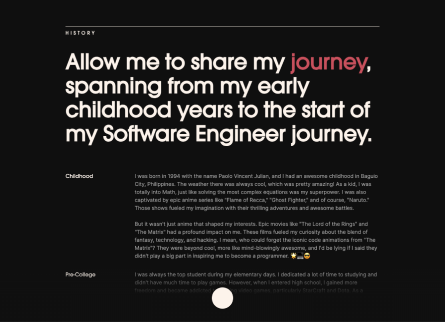 HISTORY
Allow me to share my journey,
spanning from my early
childhood years to the start of
my Software Engineer journey.
Childhood
I was born in 1994 with the name Paolo Vincent Julian, and I had an awesome childhood in Baguio
City, Philippines. The weather there was always cool, which was pretty amazing! As a kid, I was
totally into Math, just like solving the most complex equations was my superpower. I was also
captivated by epic anime series like "Flame of Recca," "Ghost Fighter," and of course, "Naruto."
Those shows fueled my imagination with their thrilling adventures and awesome battles.
But it wasn't just anime that shaped my interests. Epic movies like "The Lord of the Rings" and
"The Matrix" had a profound impact on me. These films fueled my curiosity about the blend of
fantasy, technology, and hacking. I mean, who could forget the iconic code animations from "The
Matrix"? They were beyond cool, more like mind-blowingly awesome, and I'd be lying if I said they
didn't play a big part in inspiring me to become a programmer.
Pre-College
I was always the top student during my elementary days. I dedicated a lot of time to studying and
didn't have much time to play games. However, when I entered high school, I gained more